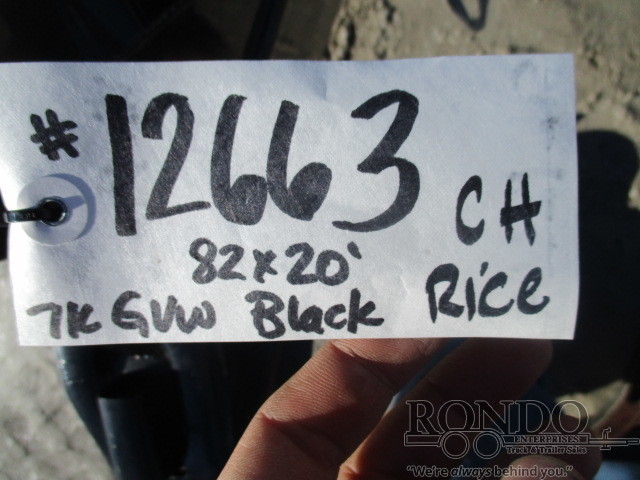 #12663 CH
82x20'
7K GVW Black Rice
RONDO
ENTERPRISES
Truck & Trailer Sales
"We're always behind you."